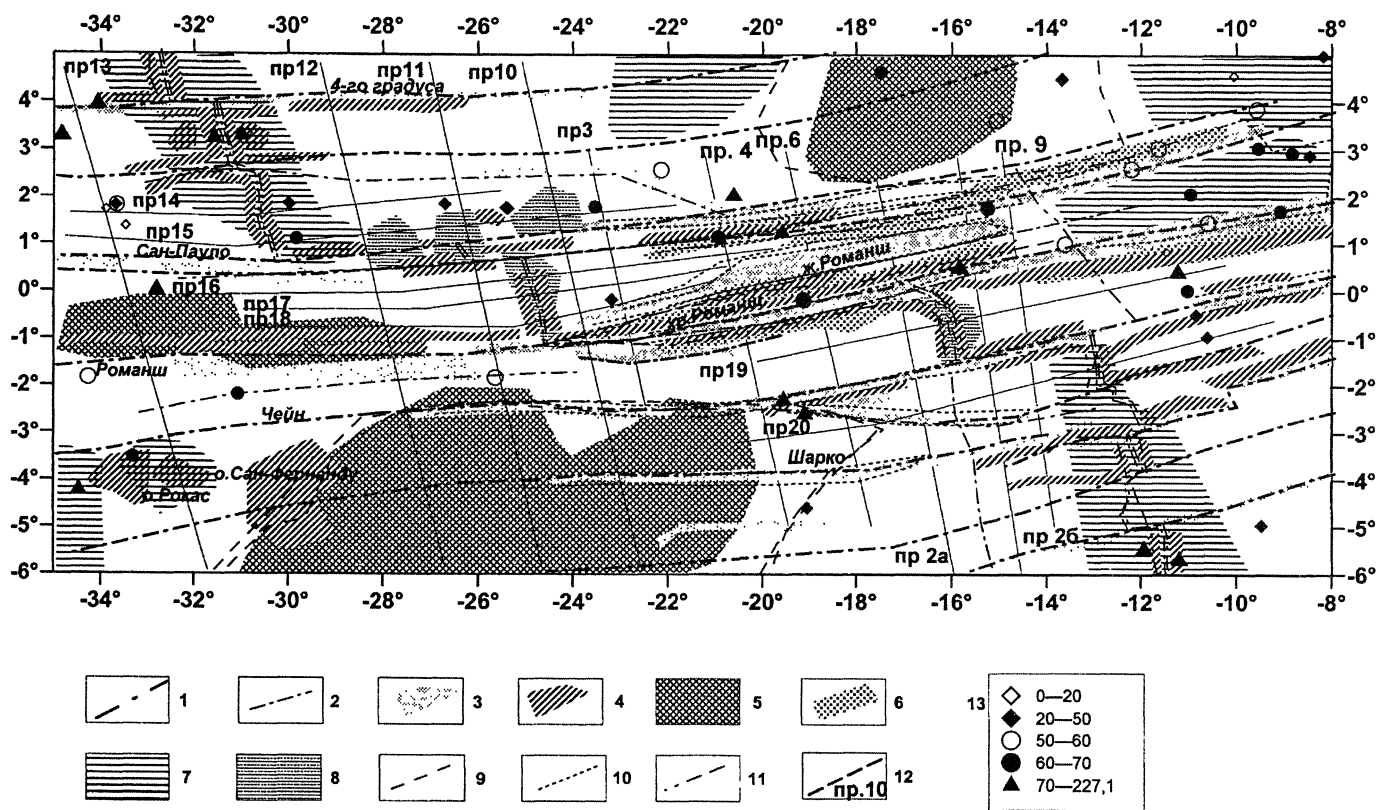 -34° -32° -30° -28° -26° -24° -22° -20° -18° -16° -14° -12° -10° -8°
пр13 пр12 пр11 пр10
4-го градуса
4° 4°
пр3
3° пр. 4 пр.6 пр. 9 3°
2° пр14 2°
пр15
1° Сан-Пауло 1°
ж.Романш
0° пр16 0°
пр17
пр18
-1° -1°
Романш
пр19
-2° -2°
Чейн
пр20
-3° -3°
Шарко
о.Сан-Фернанду
-4° -4°
о.Рокас
-5° -5°
пр 2а пр 2б
-6° -6°
-34° -32° -30° -28° -26° -24° -22° -20° -18° -16° -14° -12° -10° -8°
1 2 3 4 5 6 13
0—20
20—50
50—60
60—70
70—227,1
7 8 9 10 11 12
пр.10